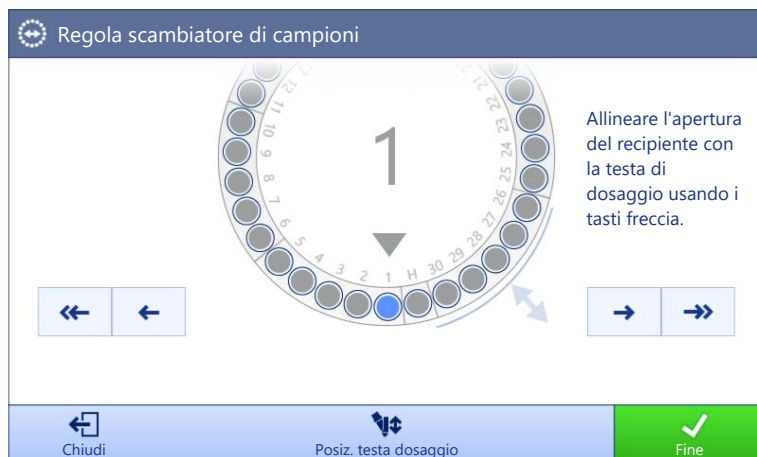 Regola scambiatore di campioni
1
Allineare l'apertura
del recipiente con
la testa di
dosaggio usando i
tasti freccia.
12
11
10
9
8
7
6
5
4
3
2
1
H
30
29
28
27
26
25
24
23
22
Chiudi
Posiz. testa dosaggio
Fine